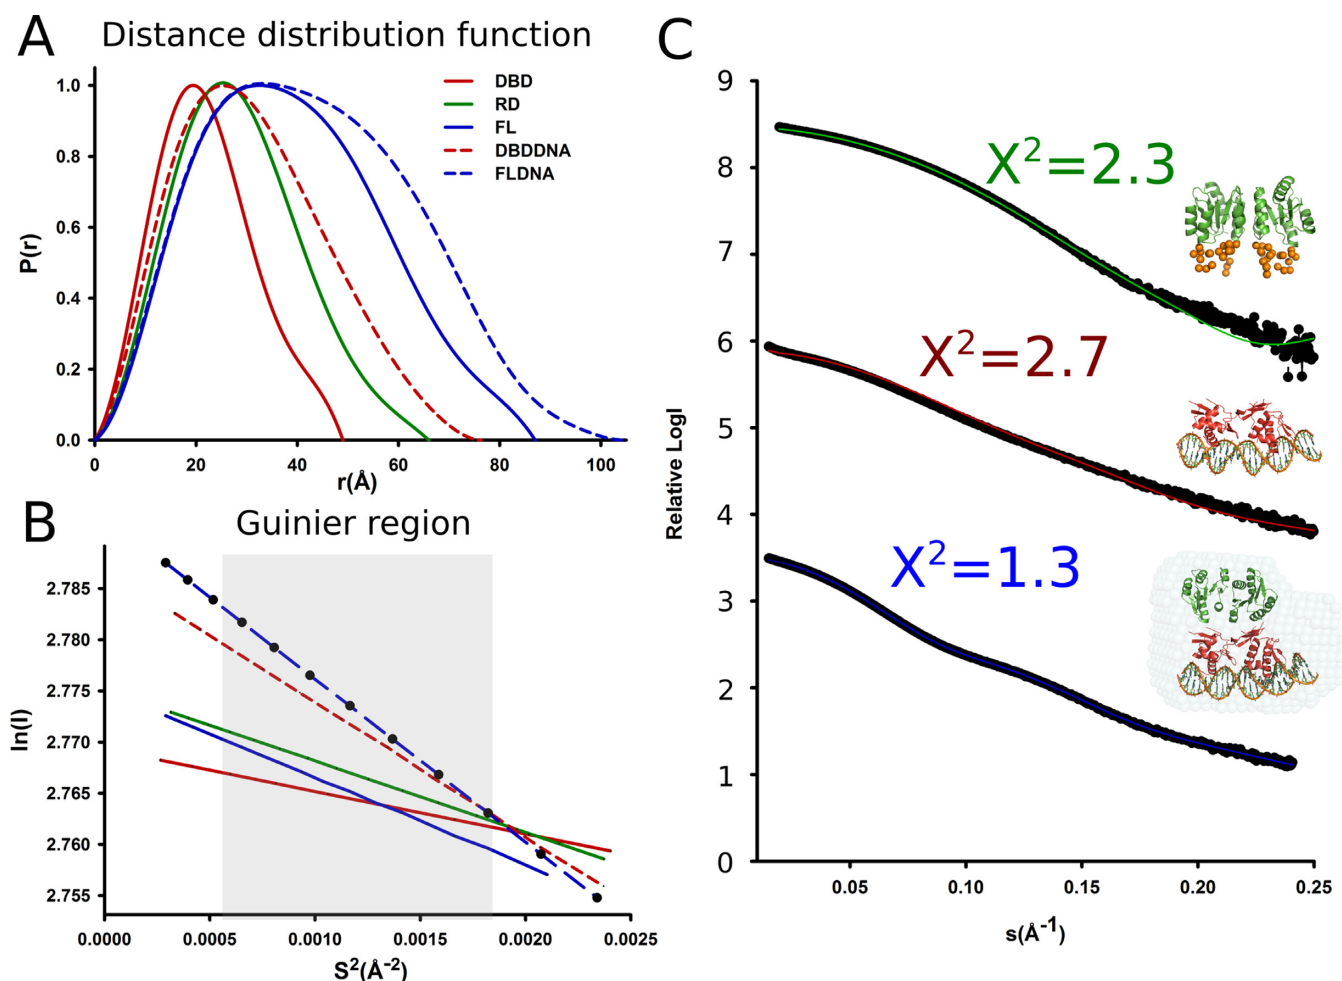 A
Distance distribution function
1.0
0.8
0.6
0.4
0.2
0.0
P(r)
0
20
40
60
80
100
r(Å)
DBD
RD
FL
DBDDNA
FLDNA
B
Guinier region
2.785
2.780
2.775
2.770
2.765
2.760
2.755
ln(I)
0.0000
0.0005
0.0010
0.0015
0.0020
0.0025
S²(Å⁻²)
C
9
8
7
6
5
4
3
2
1
0
Relative LogI
X²=2.3
X²=2.7
X²=1.3
0.05
0.10
0.15
0.20
0.25
s(Å⁻¹)